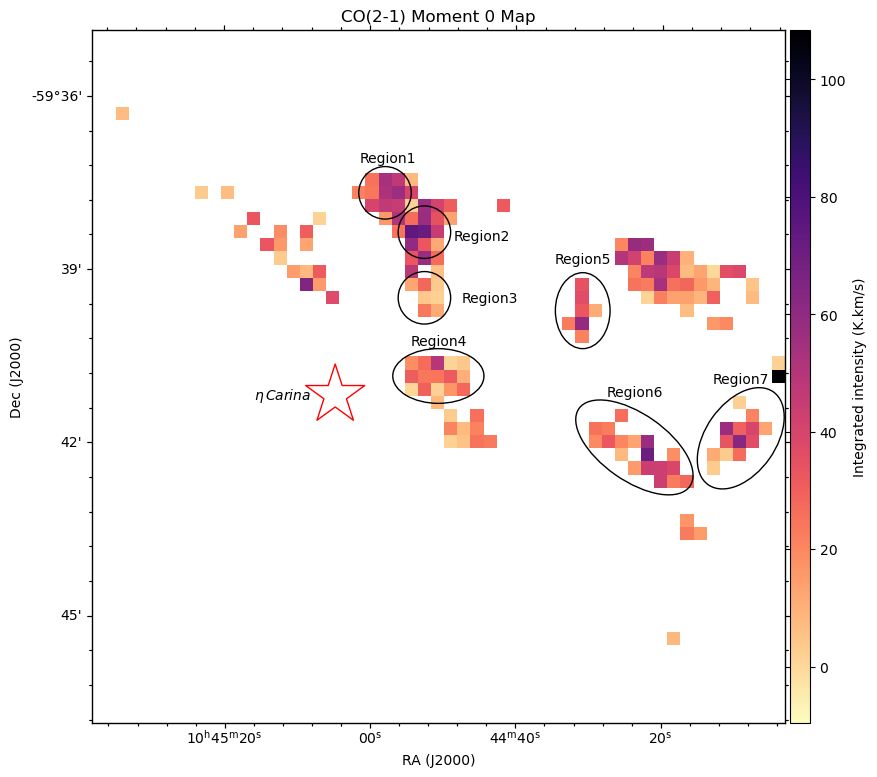 CO(2-1) Moment 0 Map
-59°36'
39'
42'
45'
Dec (J2000)
Region1
Region2
Region3
Region4
Region5
Region6
Region7
η Carina
10ʰ45ᵐ20ˢ
00ˢ
44ᵐ40ˢ
20ˢ
RA (J2000)
100
80
60
40
20
0
Integrated intensity (K.km/s)